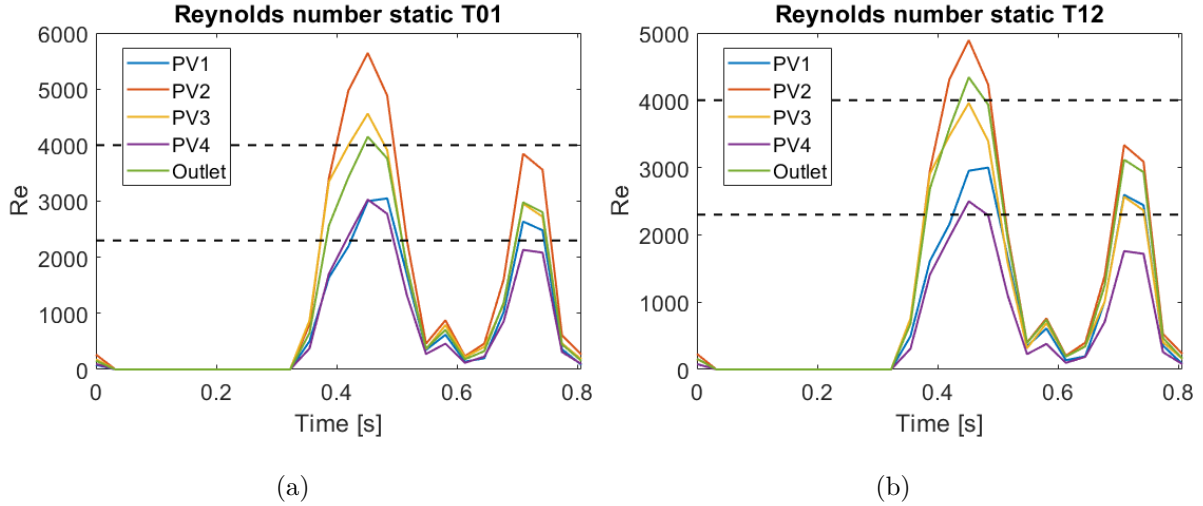 Reynolds number static T01
6000
5000
4000
3000
2000
1000
0
Re
PV1
PV2
PV3
PV4
Outlet
0 0.2 0.4 0.6 0.8
Time [s]
(a)
Reynolds number static T12
5000
4000
3000
2000
1000
0
Re
PV1
PV2
PV3
PV4
Outlet
0 0.2 0.4 0.6 0.8
Time [s]
(b)